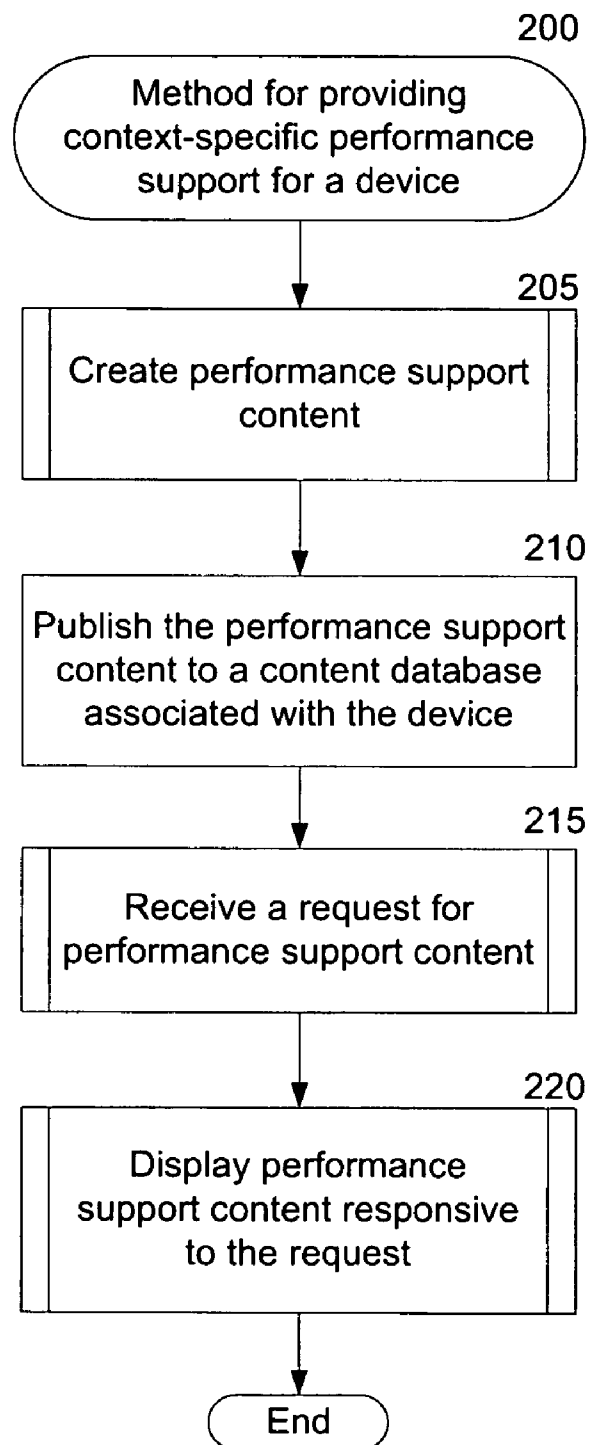 200
Method for providing
context-specific performance
support for a device
205
Create performance support
content
210
Publish the performance support
content to a content database
associated with the device
215
Receive a request for
performance support content
220
Display performance
support content responsive
to the request
End